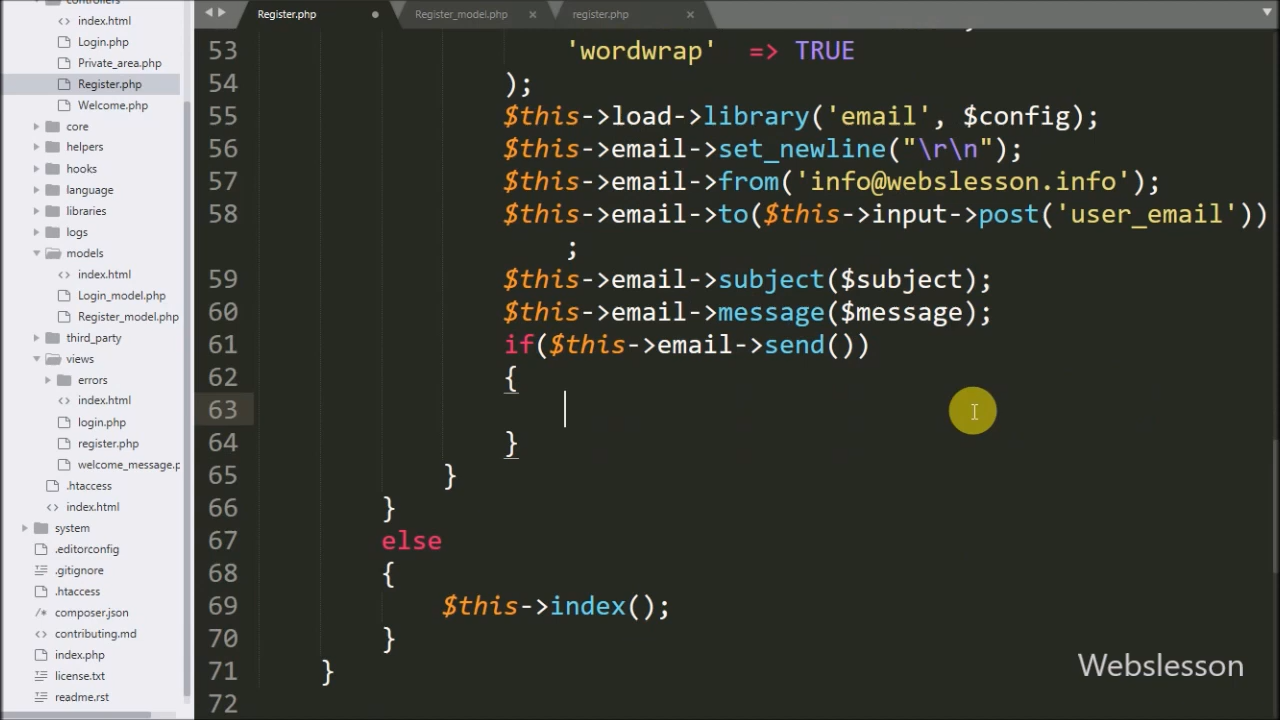 controllers
index.html
Login.php
Private_area.php
Register.php
Welcome.php
core
helpers
hooks
language
libraries
logs
models
index.html
Login_model.php
Register_model.php
third_party
views
errors
index.html
login.php
register.php
welcome_message.p
.htaccess
index.html
system
.editorconfig
.gitignore
.htaccess
composer.json
contributing.md
index.php
license.txt
readme.rst
Register.php Register_model.php register.php
53 'wordwrap' => TRUE
54 );
55 $this->load->library('email', $config);
56 $this->email->set_newline("\r\n");
57 $this->email->from('info@webslesson.info');
58 $this->email->to($this->input->post('user_email'))
;
59 $this->email->subject($subject);
60 $this->email->message($message);
61 if($this->email->send())
62 {
63
64 }
65 }
66 }
67 else
68 {
69 $this->index();
70 }
71 }
72
Webslesson